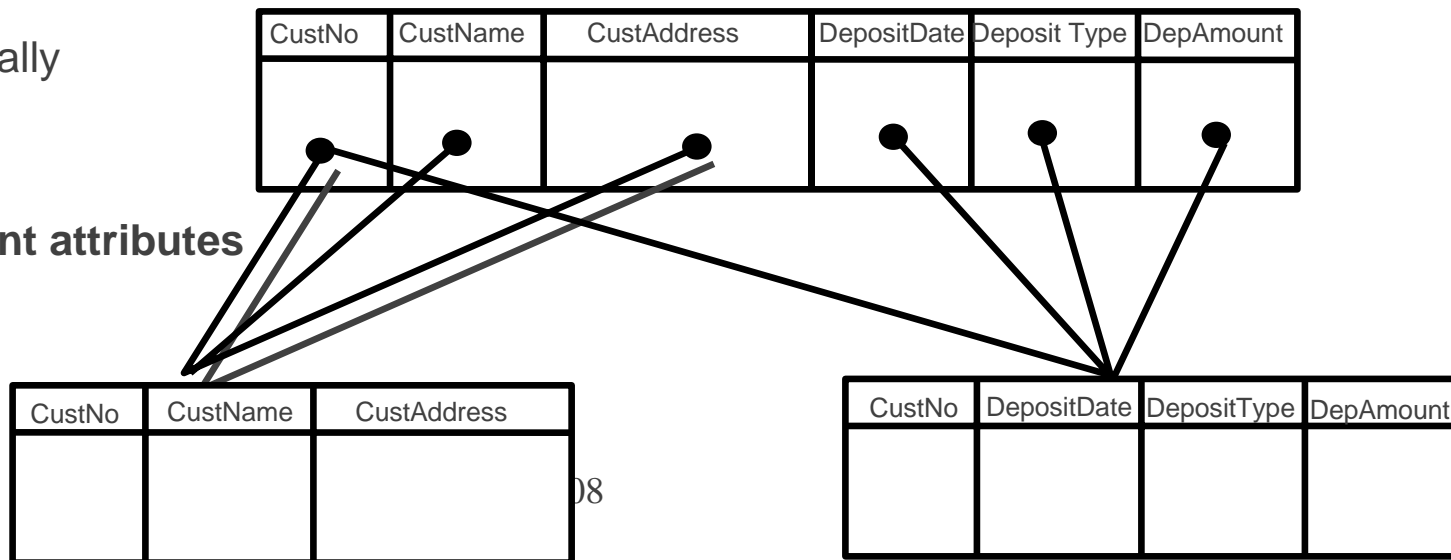 CustNo CustName CustAddress DepositDate Deposit Type DepAmount
ally
nt attributes
CustNo CustName CustAddress
CustNo DepositDate DepositType DepAmount
08